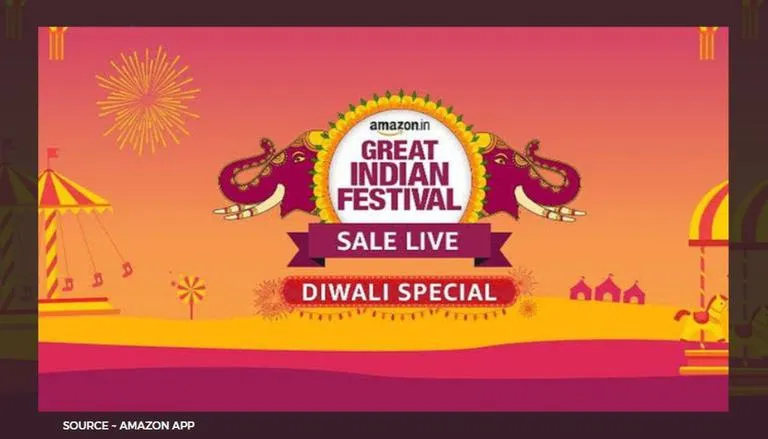 amazon.in
GREAT
INDIAN
FESTIVAL
SALE LIVE
DIWALI SPECIAL
SOURCE ~ AMAZON APP